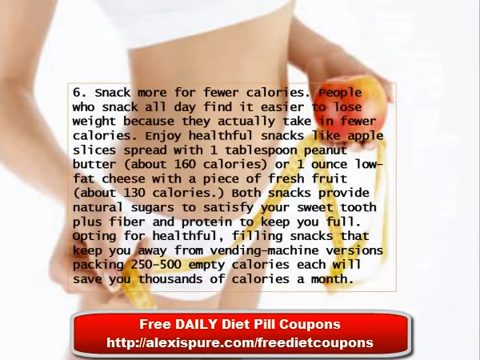 6. Snack more for fewer calories. People
who snack all day find it easier to lose
weight because they actually take in fewer
calories. Enjoy healthful snacks like apple
slices spread with 1 tablespoon peanut
butter (about 160 calories) or 1 ounce low-
fat cheese with a piece of fresh fruit
(about 130 calories.) Both snacks provide
natural sugars to satisfy your sweet tooth
plus fiber and protein to keep you full.
Opting for healthful, filling snacks that
keep you away from vending-machine versions
packing 250-500 empty calories each will
save you thousands of calories a month.
Free DAILY Diet Pill Coupons
http://alexispure.com/freedietcoupons